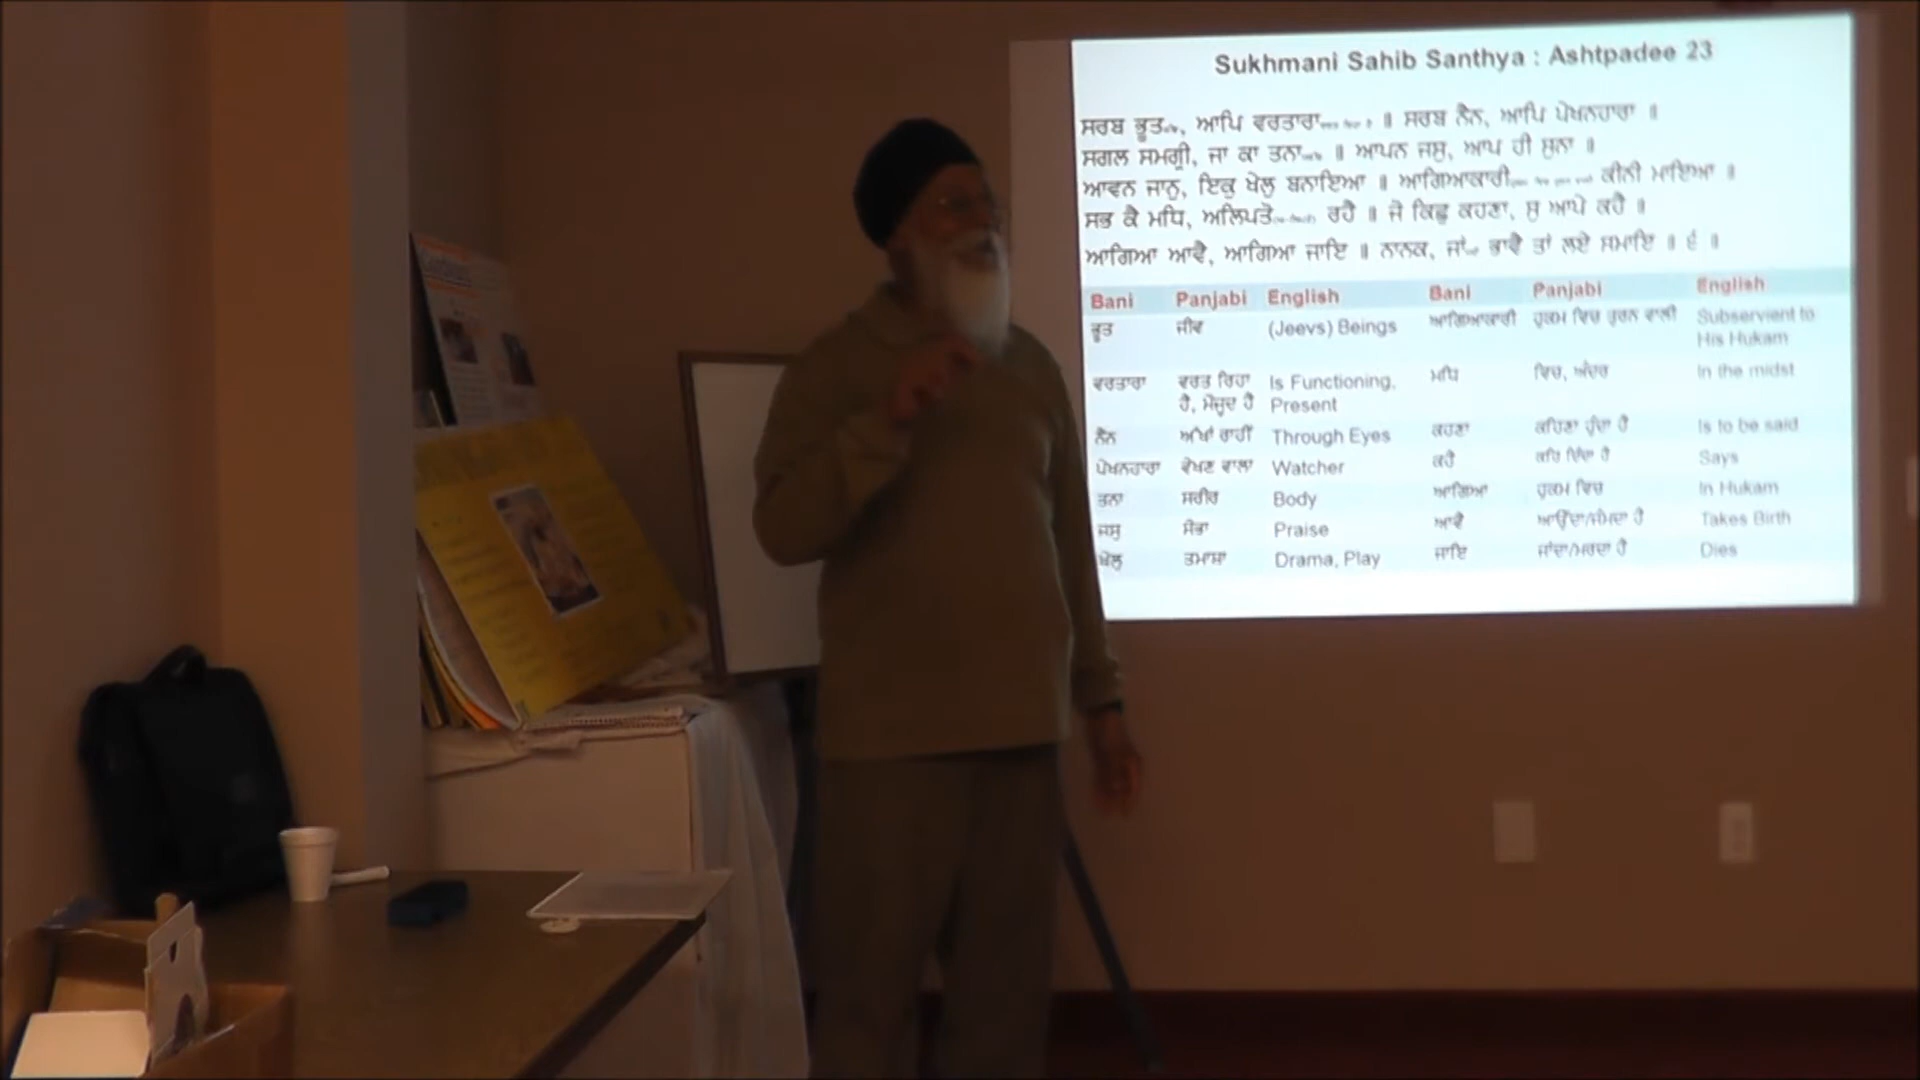 Sukhmani Sahib Santhya : Ashtpadee 23
ਸਰਬ ਭੂਤ, ਆਪਿ ਵਰਤਾਰਾ ॥ ਸਰਬ ਨੈਨ, ਆਪਿ ਪੇਖਨਹਾਰਾ ॥
ਸਗਲ ਸਮਗ੍ਰੀ, ਜਾ ਕਾ ਤਨਾ ॥ ਆਪਨ ਜਸੁ, ਆਪ ਹੀ ਸੁਨਾ ॥
ਆਵਨ ਜਾਨੁ, ਇਕੁ ਖੇਲੁ ਬਨਾਇਆ ॥ ਆਗਿਆਕਾਰੀ ਕੀਨੀ ਮਾਇਆ ॥
ਸਭ ਕੈ ਮਧਿ, ਅਲਿਪਤੋ ਰਹੈ ॥ ਜੋ ਕਿਛੁ ਕਹਣਾ, ਸੁ ਆਪੇ ਕਹੈ ॥
ਆਗਿਆ ਆਵੈ, ਆਗਿਆ ਜਾਇ ॥ ਨਾਨਕ, ਜਾਂ ਭਾਵੈ ਤਾਂ ਲਏ ਸਮਾਇ ॥ ੬ ॥
Bani Panjabi English Bani Panjabi English
ਭੂਤ ਜੀਵ (Jeevs) Beings ਆਗਿਆਕਾਰੀ ਹੁਕਮ ਵਿਚ ਤੁਰਨ ਵਾਲੀ Subservient to
His Hukam
ਵਰਤਾਰਾ ਵਰਤ ਰਿਹਾ Is Functioning, ਮਧਿ ਵਿਚ, ਅੰਦਰ In the midst
ਹੈ, ਮੌਜੂਦ ਹੈ Present
ਨੈਨ ਅੱਖਾਂ ਰਾਹੀਂ Through Eyes ਕਹਣਾ ਕਹਿਣਾ ਹੁੰਦਾ ਹੈ Is to be said
ਪੇਖਨਹਾਰਾ ਵੇਖਣ ਵਾਲਾ Watcher ਕਹੈ ਕਹਿ ਦਿੰਦਾ ਹੈ Says
ਤਨਾ ਸਰੀਰ Body ਆਗਿਆ ਹੁਕਮ ਵਿਚ In Hukam
ਜਸੁ ਸੋਭਾ Praise ਆਵੈ ਆਉਂਦਾ/ਜੰਮਦਾ ਹੈ Takes Birth
ਖੇਲੁ ਤਮਾਸ਼ਾ Drama, Play ਜਾਇ ਜਾਂਦਾ/ਮਰਦਾ ਹੈ Dies